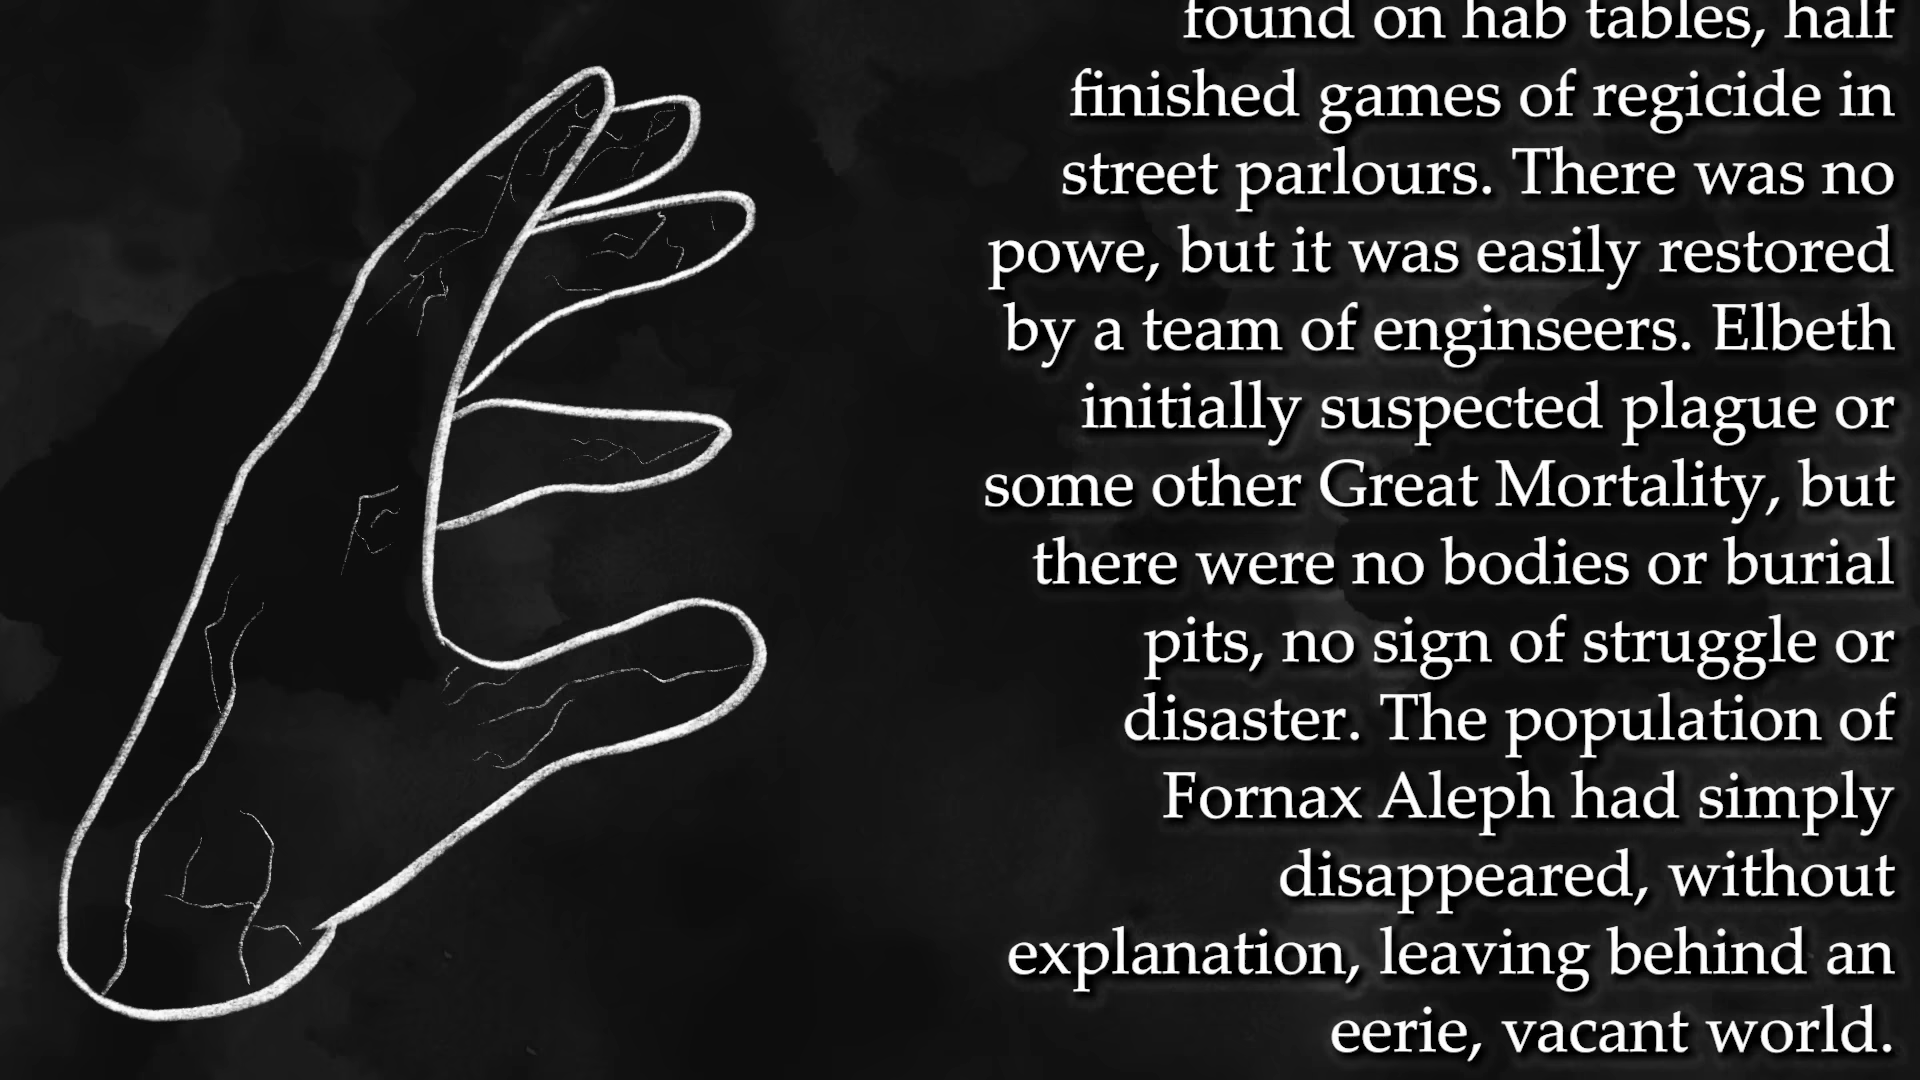 found on hab tables, half
finished games of regicide in
street parlours. There was no
powe, but it was easily restored
by a team of enginseers. Elbeth
initially suspected plague or
some other Great Mortality, but
there were no bodies or burial
pits, no sign of struggle or
disaster. The population of
Fornax Aleph had simply
disappeared, without
explanation, leaving behind an
eerie, vacant world.